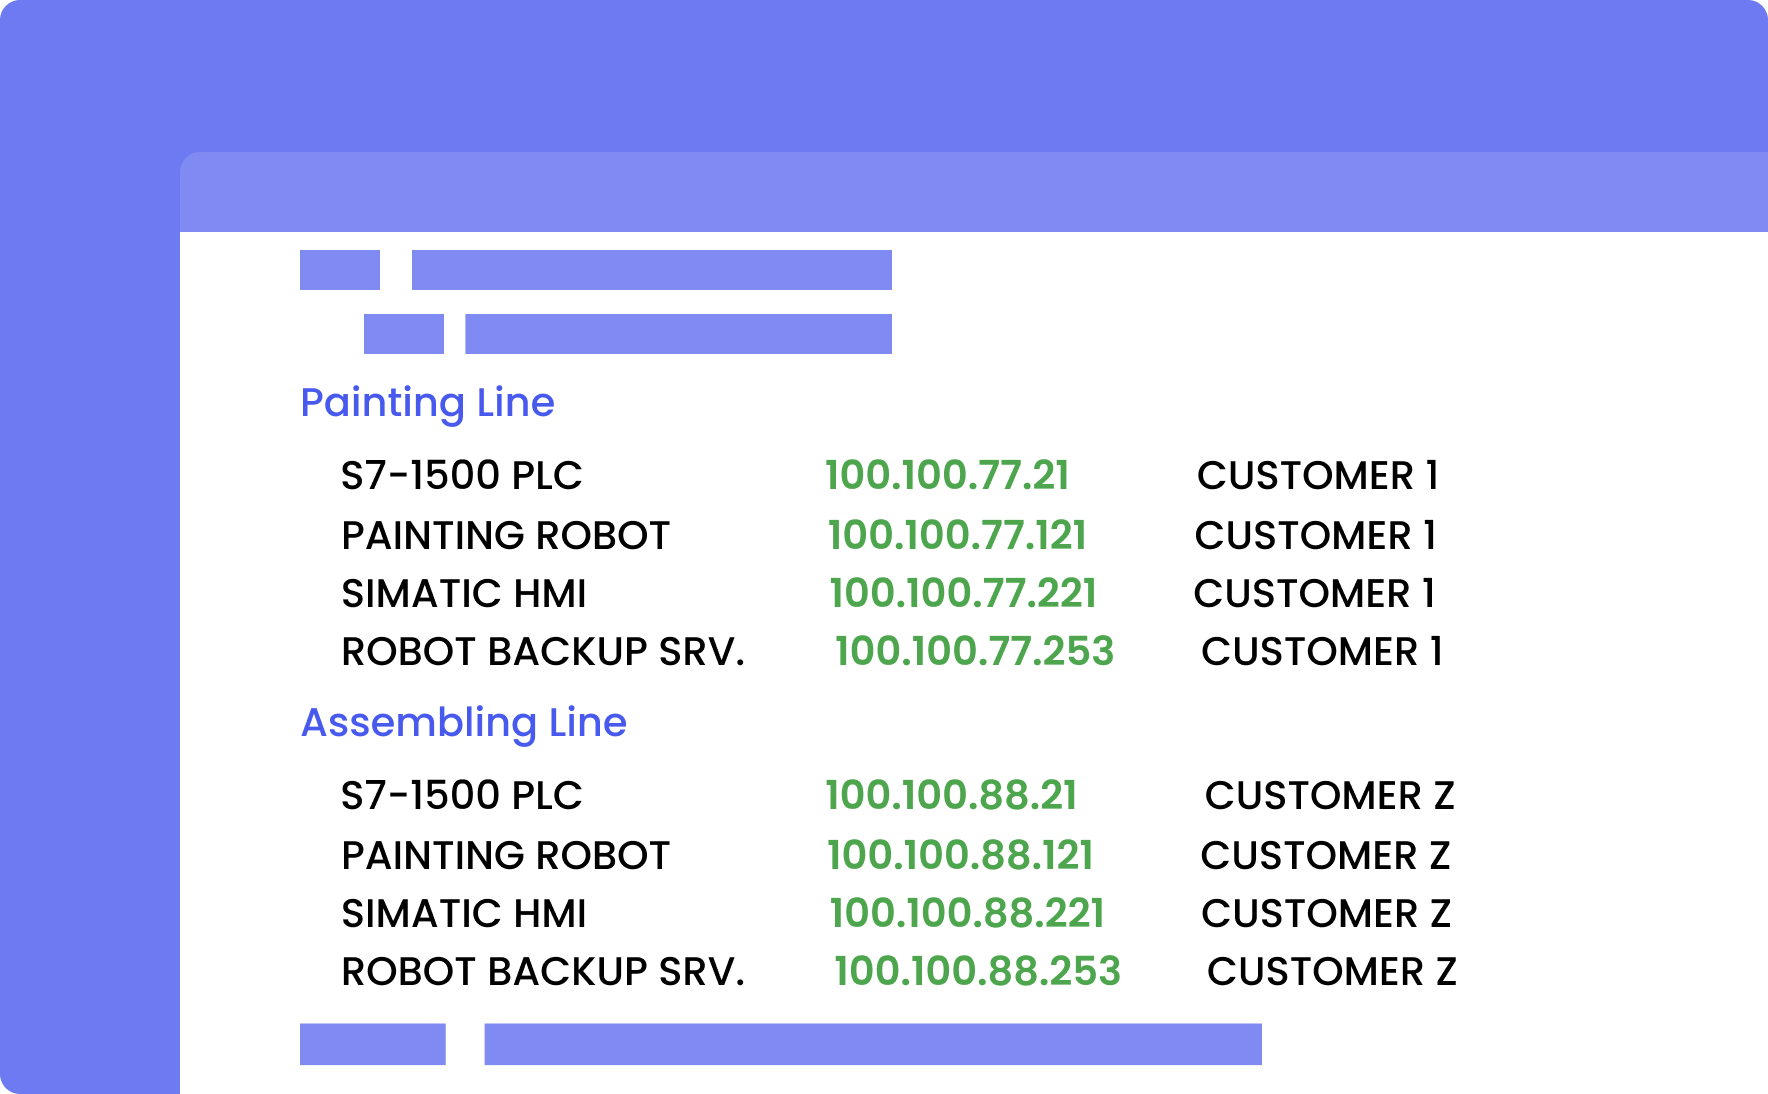 Painting Line
S7-1500 PLC 100.100.77.21 CUSTOMER 1
PAINTING ROBOT 100.100.77.121 CUSTOMER 1
SIMATIC HMI 100.100.77.221 CUSTOMER 1
ROBOT BACKUP SRV. 100.100.77.253 CUSTOMER 1
Assembling Line
S7-1500 PLC 100.100.88.21 CUSTOMER Z
PAINTING ROBOT 100.100.88.121 CUSTOMER Z
SIMATIC HMI 100.100.88.221 CUSTOMER Z
ROBOT BACKUP SRV. 100.100.88.253 CUSTOMER Z